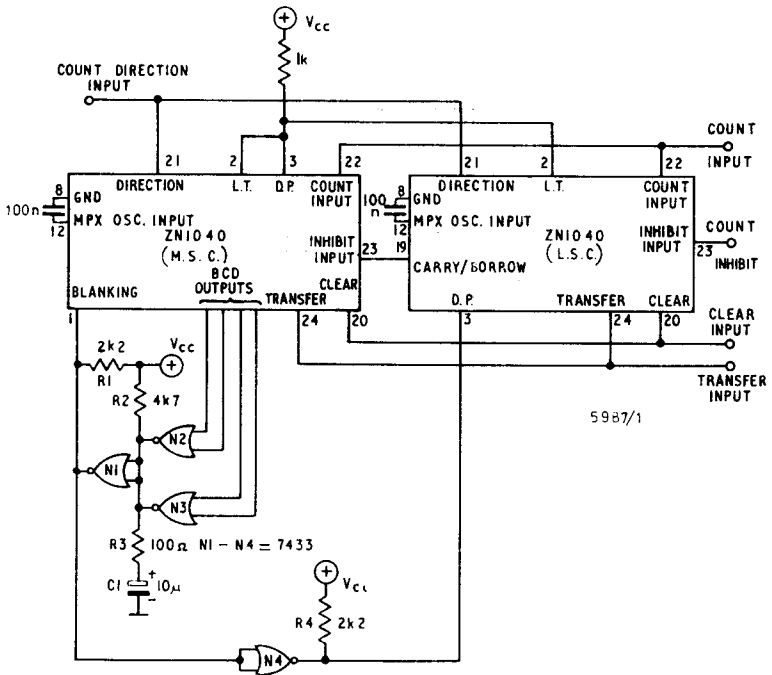 Vcc
1k
COUNT DIRECTION
INPUT
21
2
3
22
21
2
22
COUNT
INPUT
8
GND
DIRECTION
L.T.
D.P.
COUNT
INPUT
100n
12
MPX OSC. INPUT
ZN1040
(M.S.C.)
INHIBIT
INPUT
23
BCD
OUTPUTS
CLEAR
BLANKING
TRANSFER
1
24
20
8
GND
DIRECTION
L.T.
COUNT
INPUT
100
n
12
MPX OSC. INPUT
19
ZN1040
(L.S.C.)
INHIBIT
INPUT
23
COUNT
INHIBIT
CARRY/BORROW
D.P.
TRANSFER
CLEAR
3
24
20
CLEAR
INPUT
TRANSFER
INPUT
5987/1
2k2
R1
Vcc
R2
4k7
N2
N1
N3
R3
100Ω
N1 - N4 = 7433
C1
+
10µ
-
Vcc
R4
2k2
N4